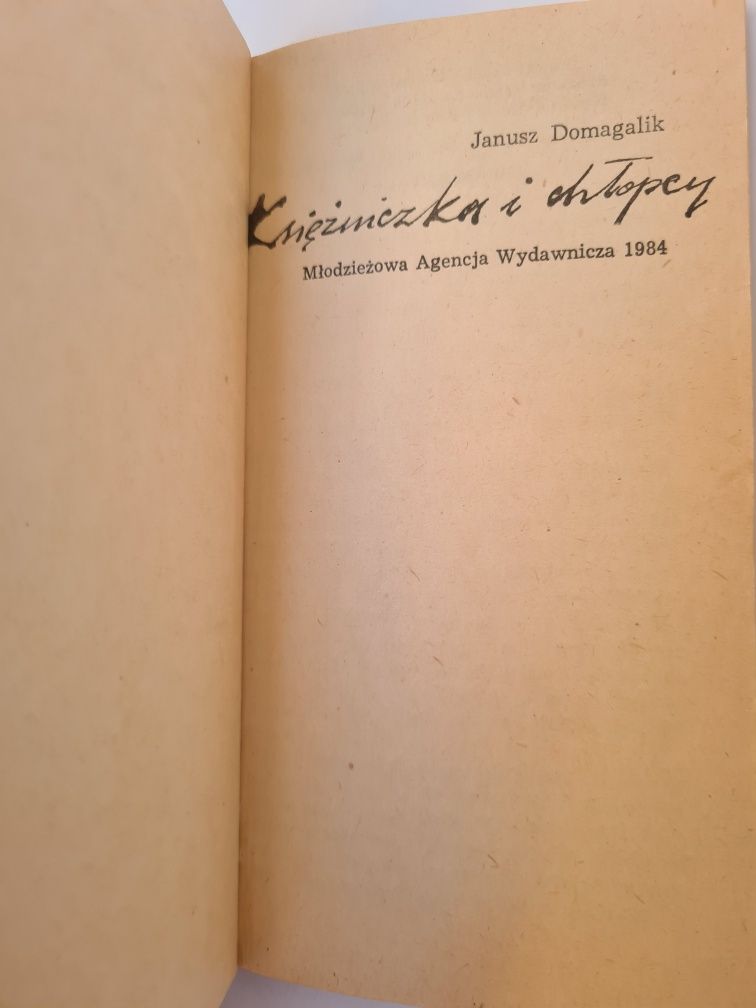 Janusz Domagalik
Księżniczka i chłopcy
Młodzieżowa Agencja Wydawnicza 1984